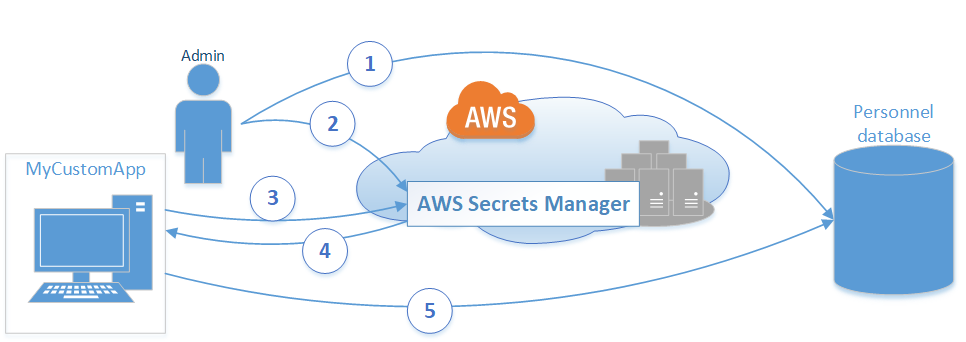 Admin
1
AWS
2
Personnel
database
MyCustomApp
3
AWS Secrets Manager
4
5